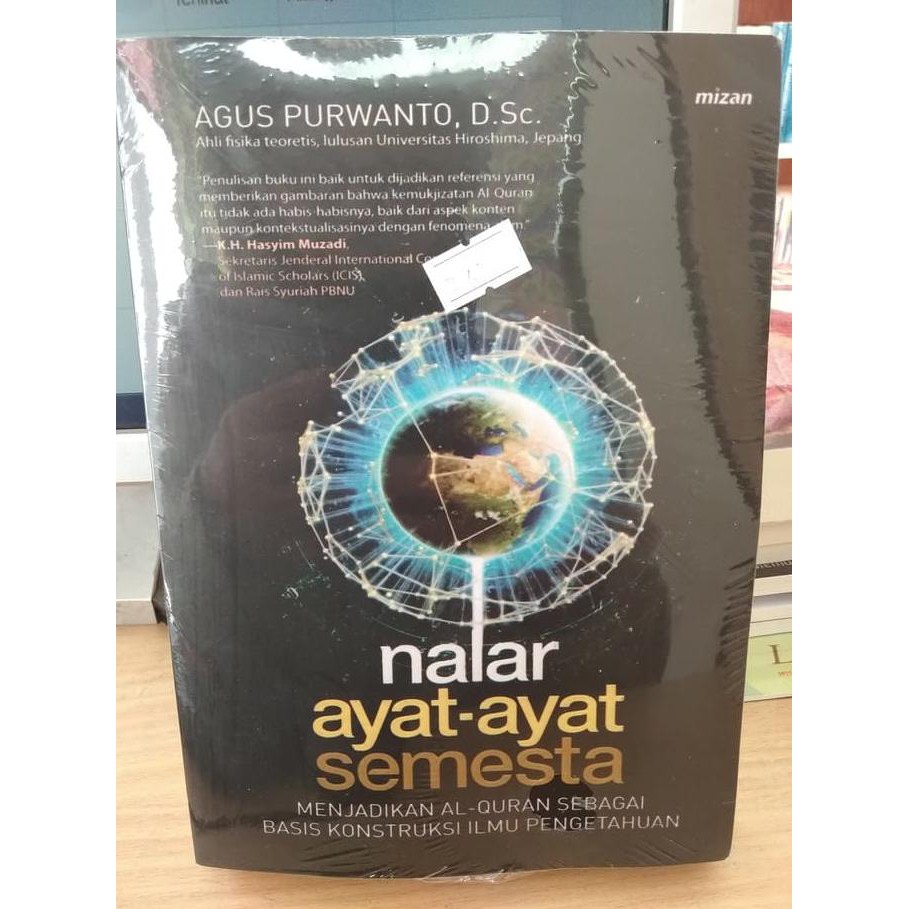 mizan
AGUS PURWANTO, D.Sc.
Ahli fisika teoretis, lulusan Universitas Hiroshima, Jepang
"Penulisan buku ini baik untuk dijadikan referensi yang
memberikan gambaran bahwa kemukjizatan Al-Quran
itu tidak ada habis-habisnya, baik dari aspek konten
maupun kontekstualisasinya dengan fenomena
—K.H. Hasyim Muzadi,
Sekretaris Jenderal International
of Islamic Scholars (ICIS),
dan Rais Syuriah PBNU
nalar
ayat-ayat
semesta
MENJADIKAN AL-QURAN SEBAGAI
BASIS KONSTRUKSI ILMU PENGETAHUAN